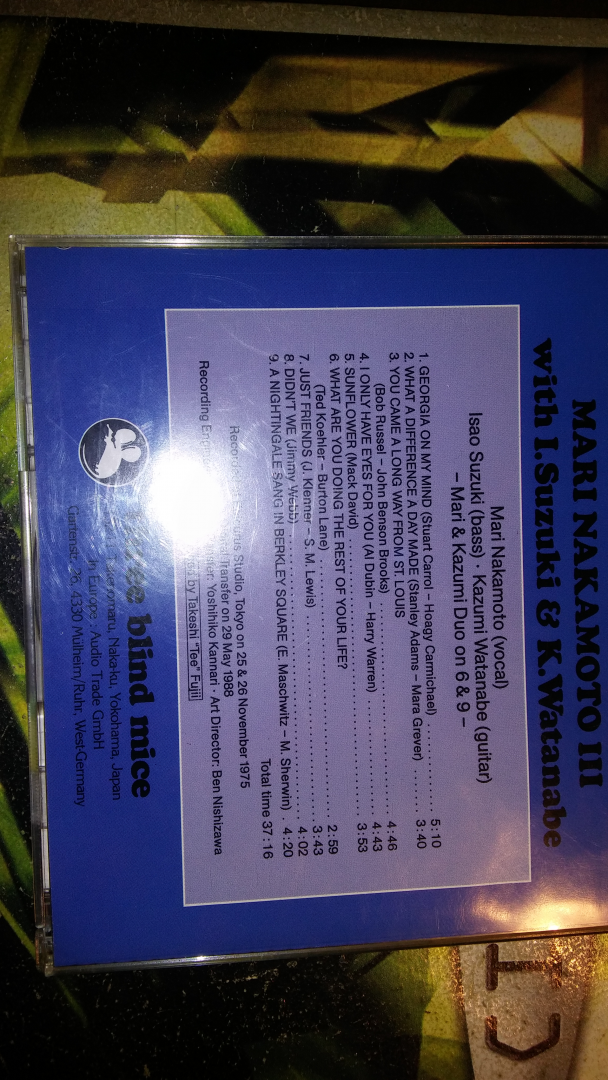 MARI NAKAMOTO III
with I.Suzuki & K.Watanabe
Mari Nakamoto (vocal)
Isao Suzuki (bass) · Kazumi Watanabe (guitar)
– Mari & Kazumi Duo on 6 & 9 –
1. GEORGIA ON MY MIND (Stuart Carrol – Hoagy Carmichael) 5:10
2. WHAT A DIFFERENCE A DAY MADE (Stanley Adams – Mara Grever) 3:40
3. YOU CAME A LONG WAY FROM ST. LOUIS
(Bob Russel – John Benson Brooks) 4:46
4. I ONLY HAVE EYES FOR YOU (Al Dubin – Harry Warren) 4:43
5. SUNFLOWER (Mack David) 3:53
6. WHAT ARE YOU DOING THE REST OF YOUR LIFE?
(Ted Koehler – Burton Lane) 2:59
7. JUST FRIENDS (J. Klenner – S. M. Lewis) 3:43
8. DIDN'T WE (Jimmy Webb) 4:02
9. A NIGHTINGALE SANG IN BERKLEY SQUARE (E. Maschwitz – M. Sherwin) 4:20
Total time 37:16
Studio, Tokyo on 25 & 26 November 1975
Transfer on 29 May 1988
Recording Yoshihiko Kannari · Art Director: Ben Nishizawa
by Takeshi "Tee" Fujii
three blind mice
Naka-ku, Yokohama, Japan
In Europe: Audio Trade GmbH
Gartenstr. 26, 4330 Mülheim/Ruhr, West-Germany